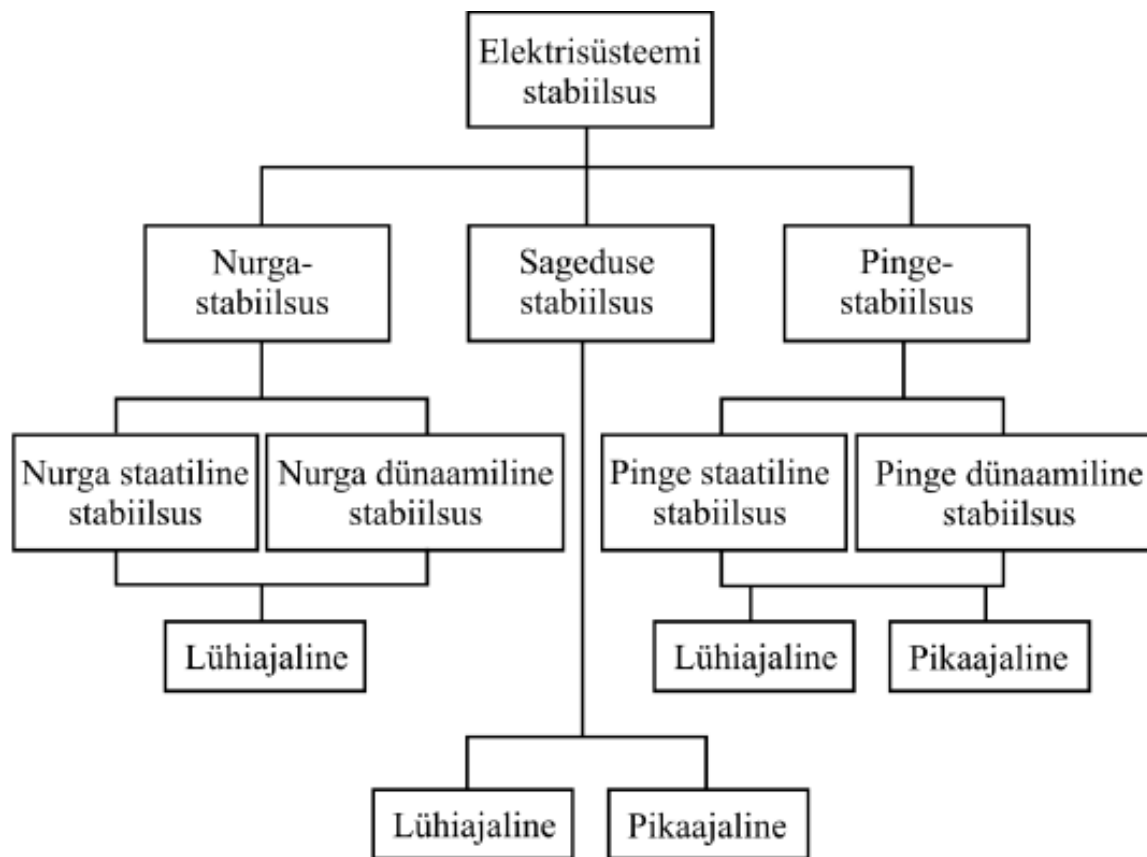 Elektrisüsteemi
stabiilsus
Nurga-
stabiilsus
Sageduse
stabiilsus
Pinge-
stabiilsus
Nurga staatiline
stabiilsus
Nurga dünaamiline
stabiilsus
Pinge staatiline
stabiilsus
Pinge dünaamiline
stabiilsus
Lühiajaline
Lühiajaline
Pikaajaline
Lühiajaline
Pikaajaline